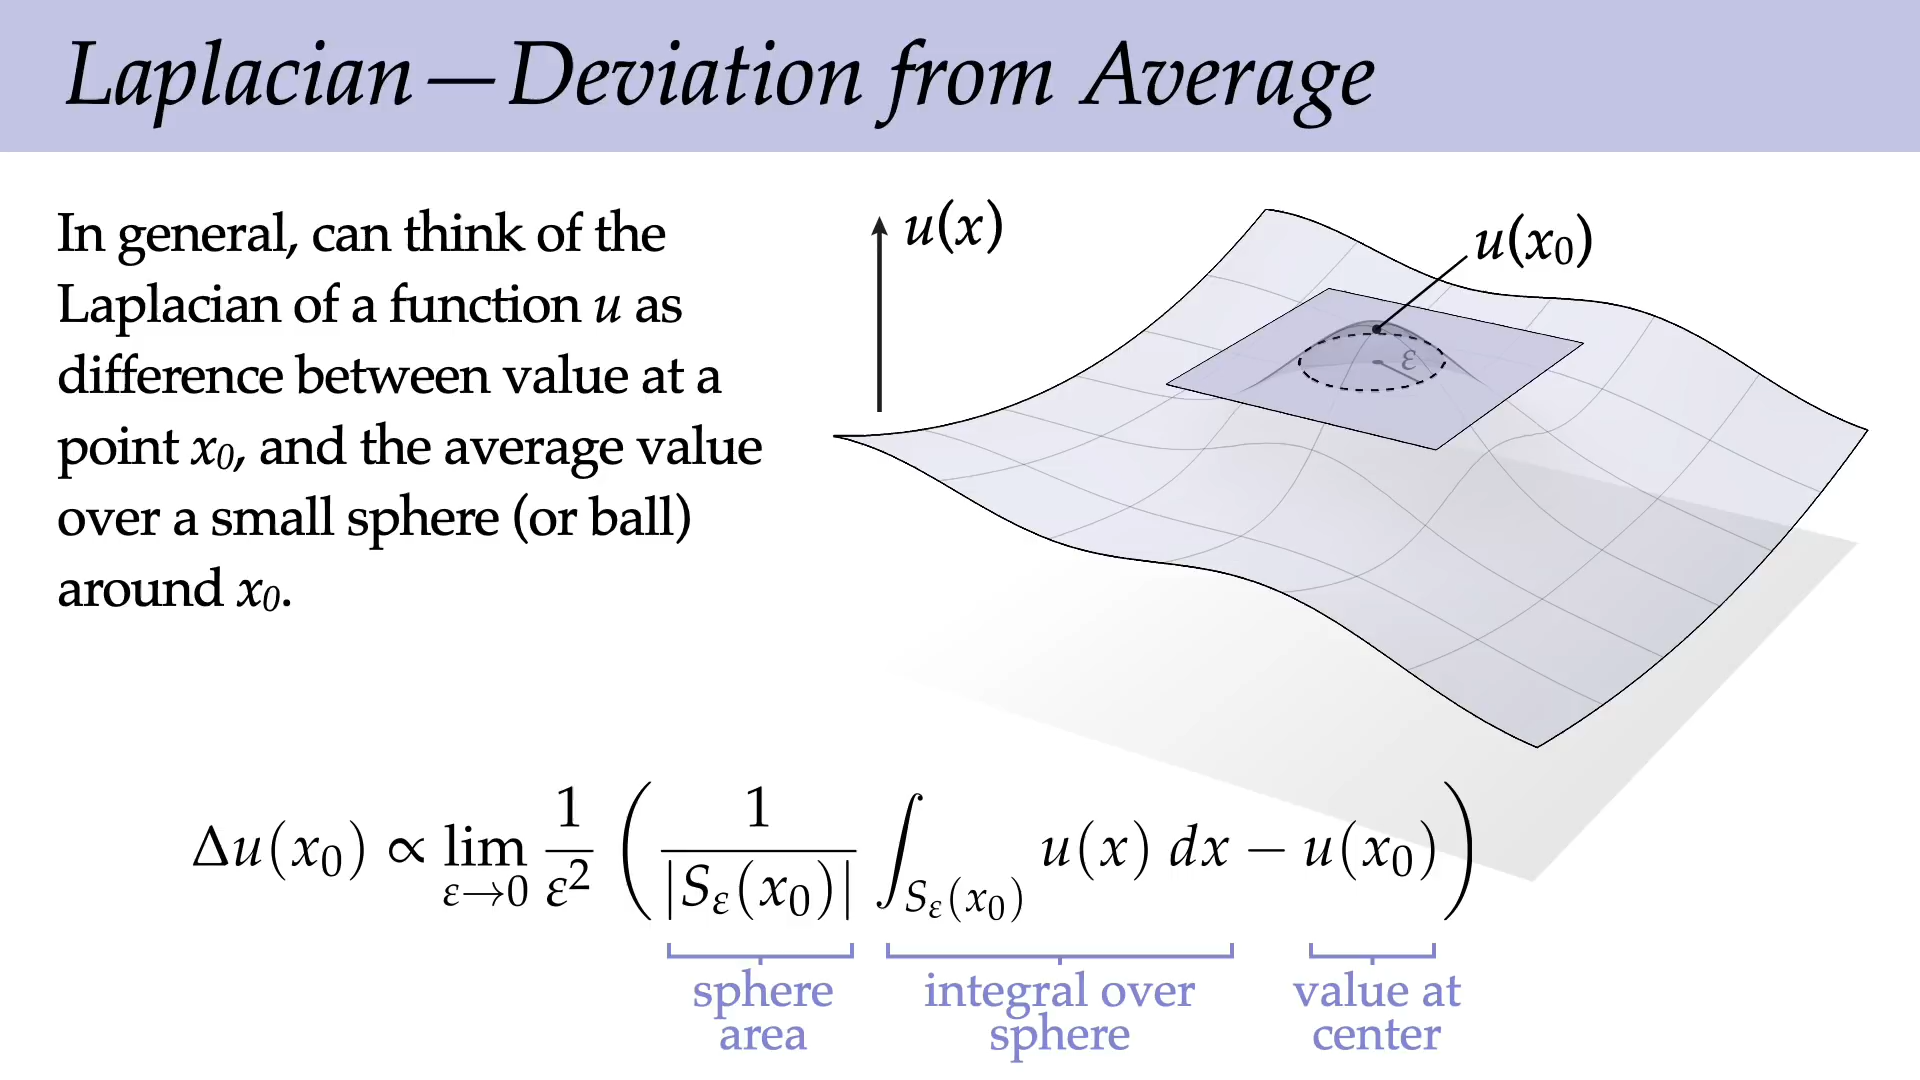 Laplacian—Deviation from Average
In general, can think of the
Laplacian of a function u as
difference between value at a
point x₀, and the average value
over a small sphere (or ball)
around x₀.
u(x)
u(x₀)
ε
Δu(x₀) ∝ lim_{ε→0} 1/ε² ( 1/|S_ε(x₀)| ∫_{S_ε(x₀)} u(x) dx − u(x₀) )
sphere
area
integral over
sphere
value at
center